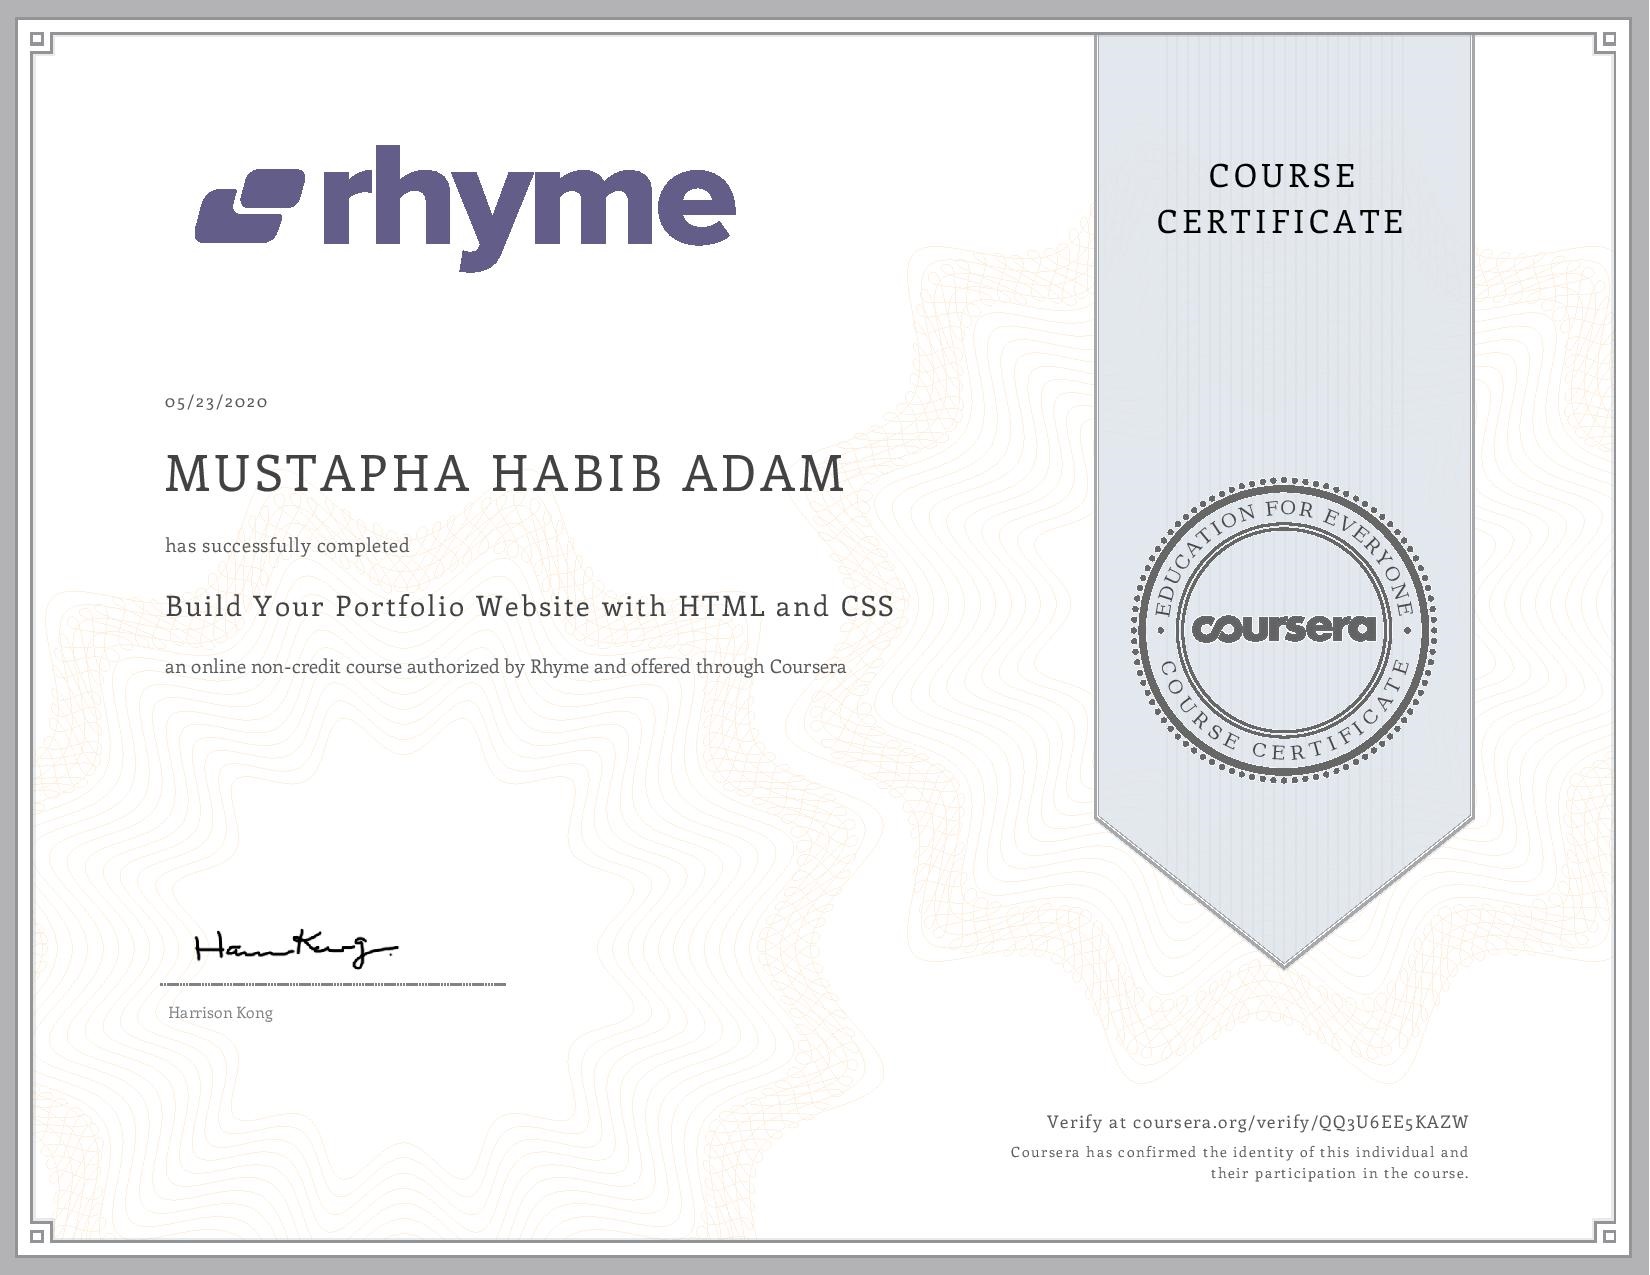 rhyme
COURSE
CERTIFICATE
05/23/2020
MUSTAPHA HABIB ADAM
has successfully completed
Build Your Portfolio Website with HTML and CSS
an online non-credit course authorized by Rhyme and offered through Coursera
EDUCATION FOR EVERYONE
coursera
COURSE CERTIFICATE
Harrison Kong
Verify at coursera.org/verify/QQ3U6EE5KAZW
Coursera has confirmed the identity of this individual and
their participation in the course.